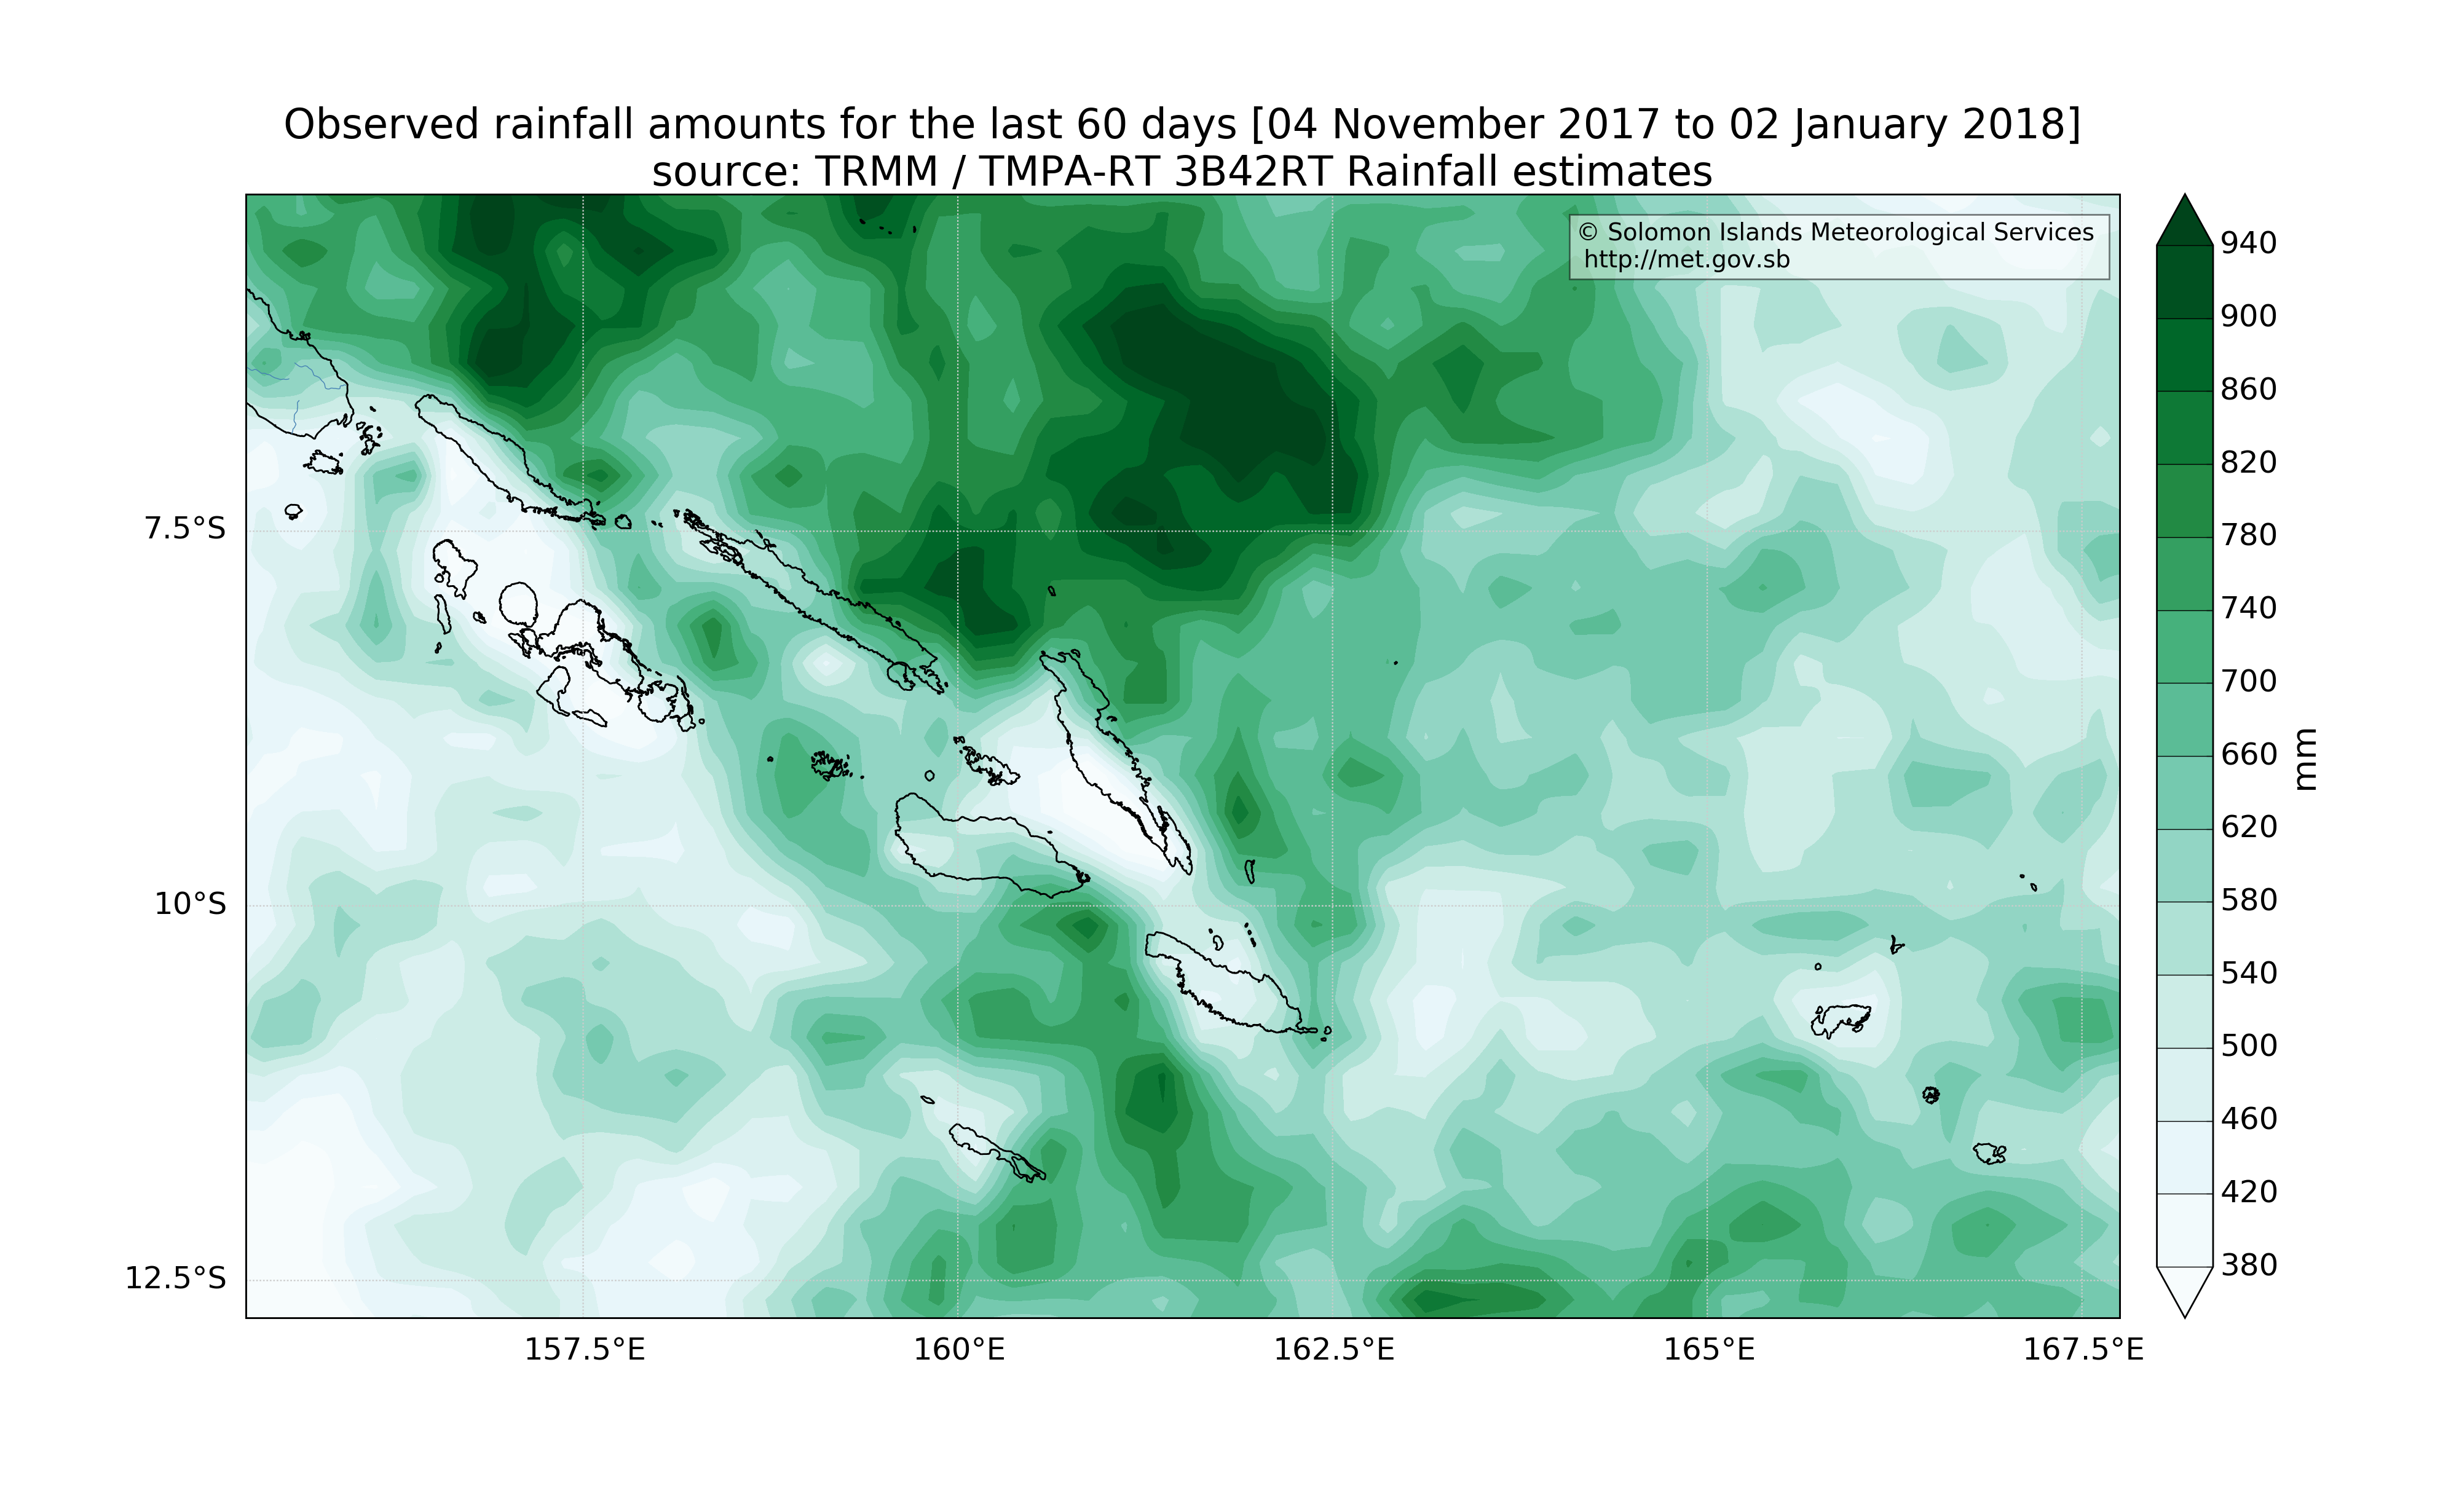 Observed rainfall amounts for the last 60 days [04 November 2017 to 02 January 2018]
source: TRMM / TMPA-RT 3B42RT Rainfall estimates
© Solomon Islands Meteorological Services
http://met.gov.sb
7.5°S
10°S
12.5°S
157.5°E
160°E
162.5°E
165°E
167.5°E
940
900
860
820
780
740
700
660
620
580
540
500
460
420
380
mm